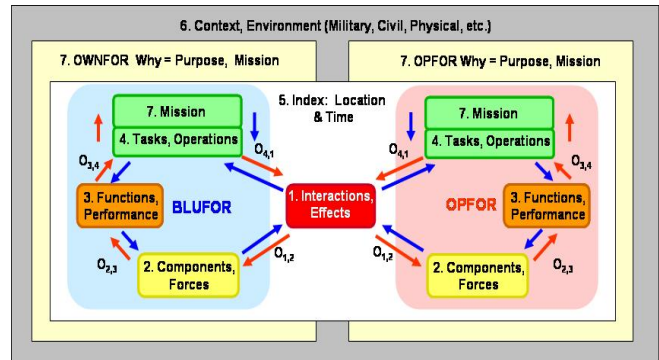 6. Context, Environment (Military, Civil, Physical, etc.)
7. OWNFOR Why = Purpose, Mission
7. OPFOR Why = Purpose, Mission
5. Index: Location
& Time
7. Mission
4. Tasks, Operations
O4,1
O3,4
3. Functions,
Performance
BLUFOR
O2,3
2. Components,
Forces
O1,2
1. Interactions,
Effects
7. Mission
4. Tasks, Operations
O4,1
O3,4
3. Functions,
Performance
OPFOR
O2,3
2. Components,
Forces
O1,2